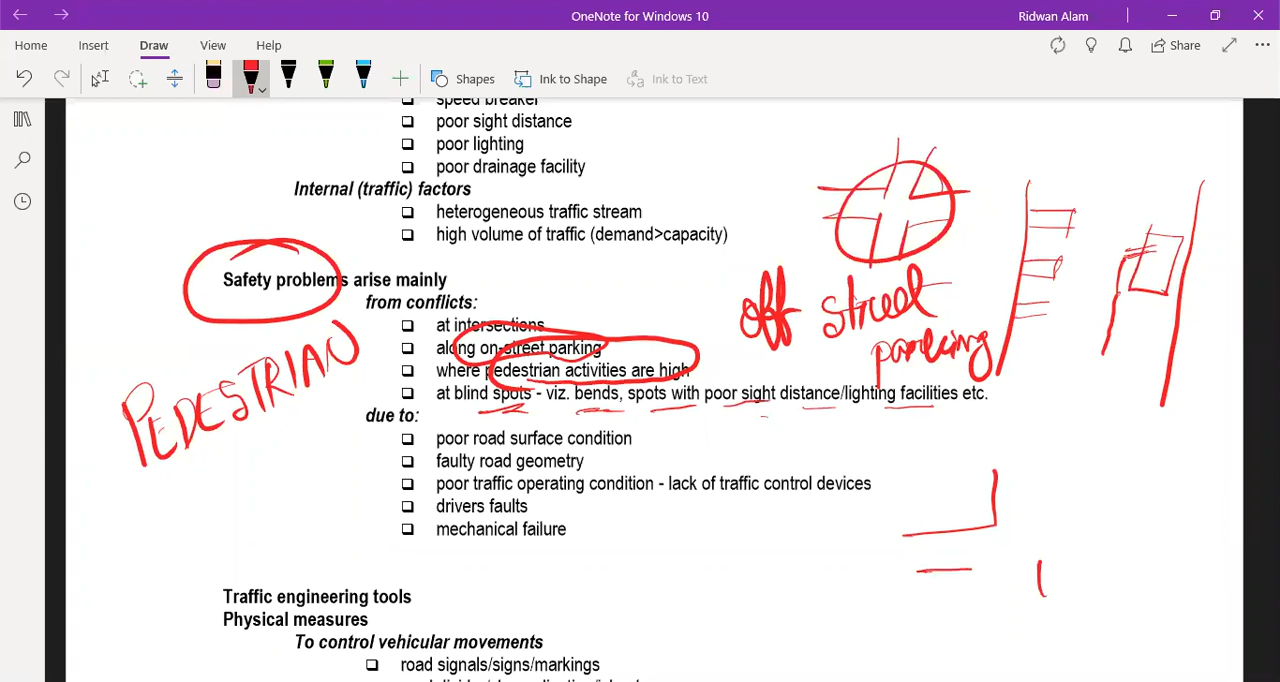 OneNote for Windows 10
Ridwan Alam
Home Insert Draw View Help
Share
Shapes Ink to Shape Ink to Text
speed breaker
poor sight distance
poor lighting
poor drainage facility
Internal (traffic) factors
heterogeneous traffic stream
high volume of traffic (demand>capacity)
Safety problems arise mainly
from conflicts:
at intersections
along on-street parking
where pedestrian activities are high
at blind spots - viz. bends, spots with poor sight distance/lighting facilities etc.
due to:
poor road surface condition
faulty road geometry
poor traffic operating condition - lack of traffic control devices
drivers faults
mechanical failure
off street
parking
PEDESTRIAN
Traffic engineering tools
Physical measures
To control vehicular movements
road signals/signs/markings